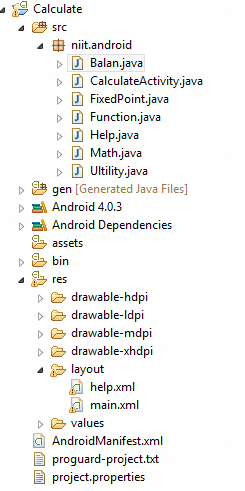 Calculate
src
niit.android
Balan.java
CalculateActivity.java
FixedPoint.java
Function.java
Help.java
Math.java
Ultility.java
gen [Generated Java Files]
Android 4.0.3
Android Dependencies
assets
bin
res
drawable-hdpi
drawable-ldpi
drawable-mdpi
drawable-xhdpi
layout
help.xml
main.xml
values
AndroidManifest.xml
proguard-project.txt
project.properties